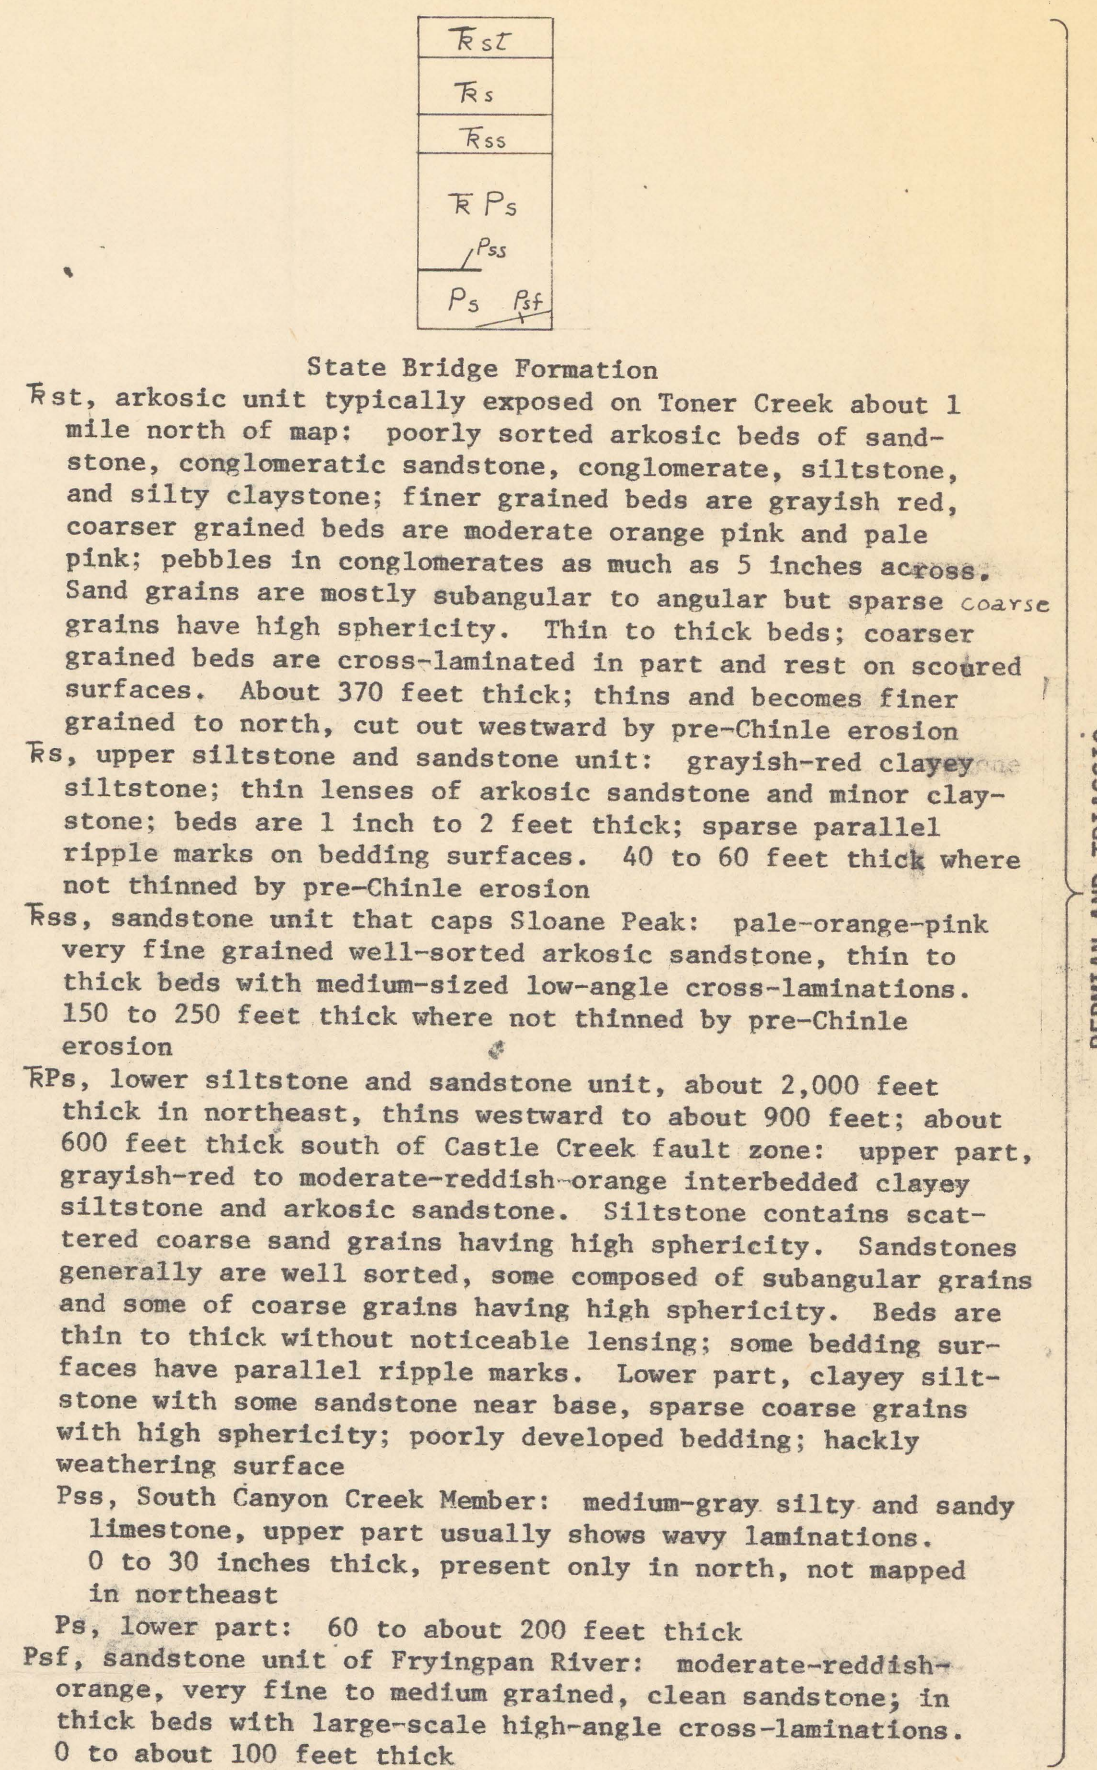 TRst
TRs
TRss
TR Ps
Pss
Ps Psf
State Bridge Formation
TRst, arkosic unit typically exposed on Toner Creek about 1
mile north of map: poorly sorted arkosic beds of sand-
stone, conglomeratic sandstone, conglomerate, siltstone,
and silty claystone; finer grained beds are grayish red,
coarser grained beds are moderate orange pink and pale
pink; pebbles in conglomerates as much as 5 inches across.
Sand grains are mostly subangular to angular but sparse coarse
grains have high sphericity. Thin to thick beds; coarser
grained beds are cross-laminated in part and rest on scoured
surfaces. About 370 feet thick; thins and becomes finer
grained to north, cut out westward by pre-Chinle erosion
TRs, upper siltstone and sandstone unit: grayish-red clayey
siltstone; thin lenses of arkosic sandstone and minor clay-
stone; beds are 1 inch to 2 feet thick; sparse parallel
ripple marks on bedding surfaces. 40 to 60 feet thick where
not thinned by pre-Chinle erosion
TRss, sandstone unit that caps Sloane Peak: pale-orange-pink
very fine grained well-sorted arkosic sandstone, thin to
thick beds with medium-sized low-angle cross-laminations.
150 to 250 feet thick where not thinned by pre-Chinle
erosion
TRPs, lower siltstone and sandstone unit, about 2,000 feet
thick in northeast, thins westward to about 900 feet; about
600 feet thick south of Castle Creek fault zone: upper part,
grayish-red to moderate-reddish-orange interbedded clayey
siltstone and arkosic sandstone. Siltstone contains scat-
tered coarse sand grains having high sphericity. Sandstones
generally are well sorted, some composed of subangular grains
and some of coarse grains having high sphericity. Beds are
thin to thick without noticeable lensing; some bedding sur-
faces have parallel ripple marks. Lower part, clayey silt-
stone with some sandstone near base, sparse coarse grains
with high sphericity; poorly developed bedding; hackly
weathering surface
Pss, South Canyon Creek Member: medium-gray silty and sandy
limestone, upper part usually shows wavy laminations.
0 to 30 inches thick, present only in north, not mapped
in northeast
Ps, lower part: 60 to about 200 feet thick
Psf, sandstone unit of Fryingpan River: moderate-reddish-
orange, very fine to medium grained, clean sandstone; in
thick beds with large-scale high-angle cross-laminations.
0 to about 100 feet thick